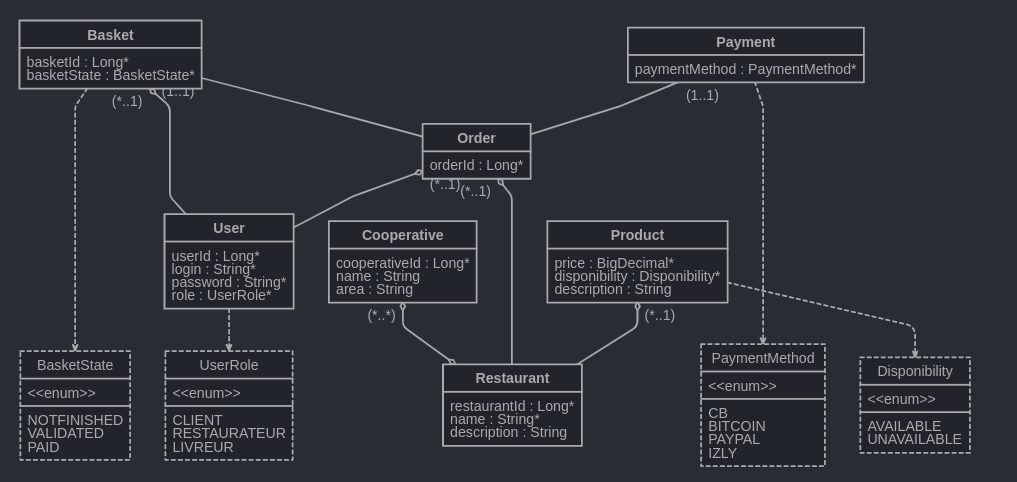 Basket
basketId : Long*
basketState : BasketState*
(*..1)
(1..1)
Payment
paymentMethod : PaymentMethod*
(1..1)
Order
orderId : Long*
(*..1)
(*..1)
User
userId : Long*
login : String*
password : String*
role : UserRole*
Cooperative
cooperativeId : Long*
name : String
area : String
(*..*)
Product
price : BigDecimal*
disponibility : Disponibility*
description : String
(*..1)
BasketState
<<enum>>
NOTFINISHED
VALIDATED
PAID
UserRole
<<enum>>
CLIENT
RESTAURATEUR
LIVREUR
Restaurant
restaurantId : Long*
name : String*
description : String
PaymentMethod
<<enum>>
CB
BITCOIN
PAYPAL
IZLY
Disponibility
<<enum>>
AVAILABLE
UNAVAILABLE